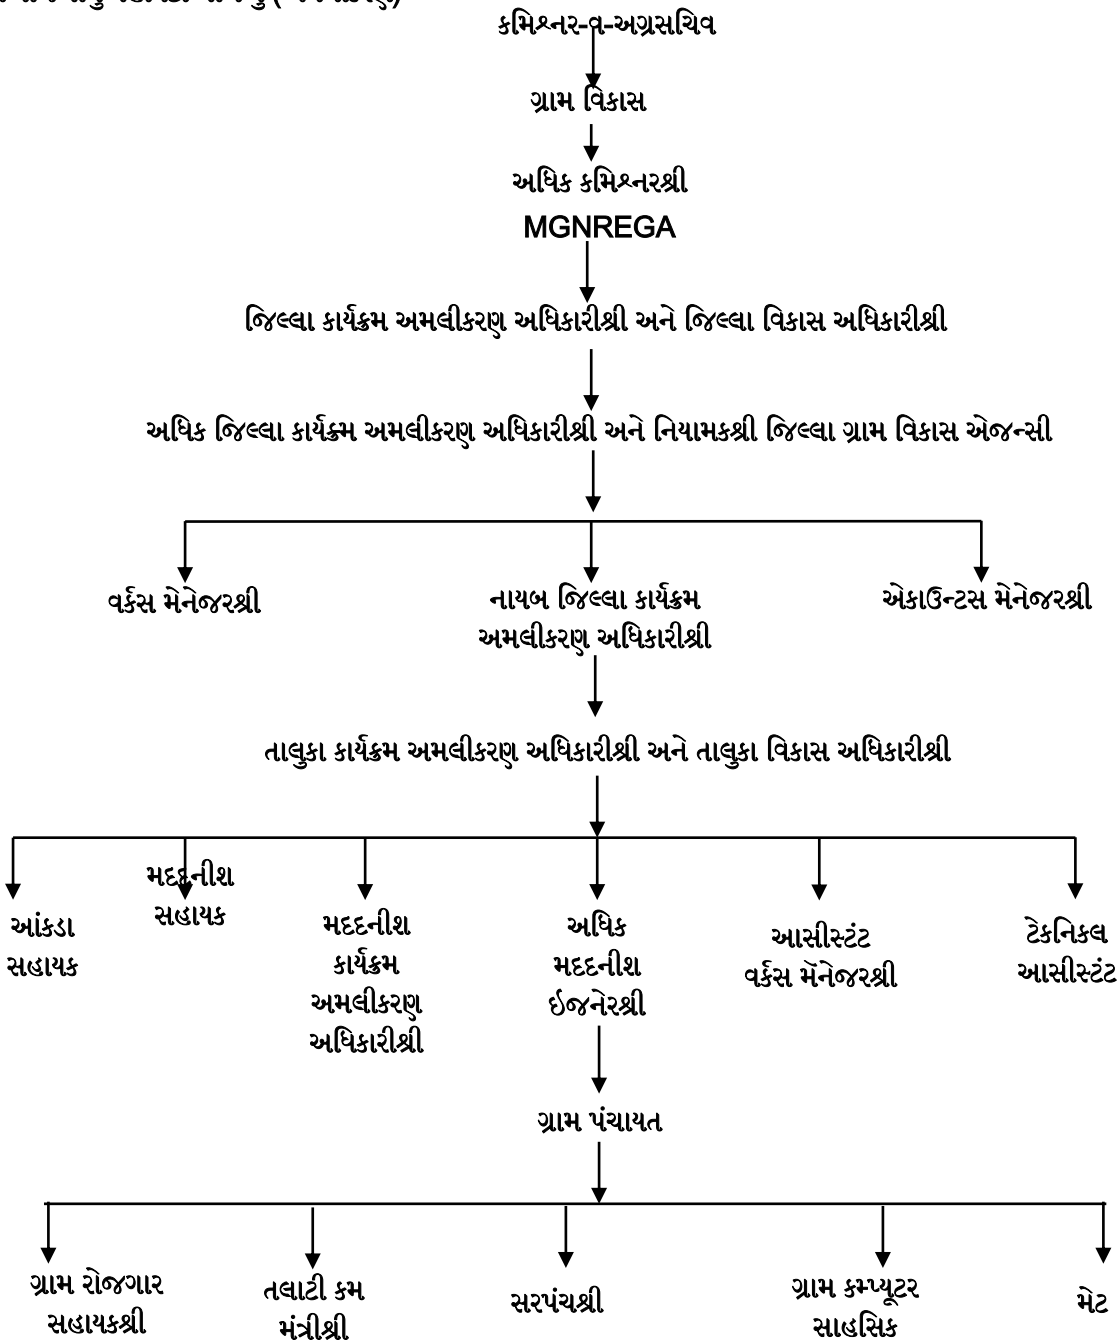 કમિશ્નર-વ-અગ્રસચિવ
ગ્રામ વિકાસ
અધિક કમિશ્નરશ્રી
MGNREGA
જિલ્લા કાર્યક્રમ અમલીકરણ અધિકારીશ્રી અને જિલ્લા વિકાસ અધિકારીશ્રી
અધિક જિલ્લા કાર્યક્ર્મ અમલીકરણ અધિકારીશ્રી અને નિયામકશ્રી જિલ્લા ગ્રામ વિકાસ એજન્સી
વર્કસ મેનેજરશ્રી
નાયબ જિલ્લા કાર્યક્રમ
અમલીકરણ અધિકારીશ્રી
એકાઉન્ટસ મેનેજરશ્રી
તાલુકા કાર્યક્રમ અમલીકરણ અધિકારીશ્રી અને તાલુકા વિકાસ અધિકારીશ્રી
આંકડા
સહાયક
મદદનીશ
સહાયક
મદદનીશ
કાર્યક્રમ
અમલીકરણ
અધિકારીશ્રી
અધિક
મદદનીશ
ઇજનેરશ્રી
આસીસ્ટંટ
વર્કસ મૅનેજરશ્રી
ટેકનિકલ
આસીસ્ટંટ
ગ્રામ પંચાયત
ગ્રામ રોજગાર
સહાયકશ્રી
તલાટી કમ
મંત્રીશ્રી
સરપંચશ્રી
ગ્રામ કમ્પ્યૂટર
સાહસિક
મેટ